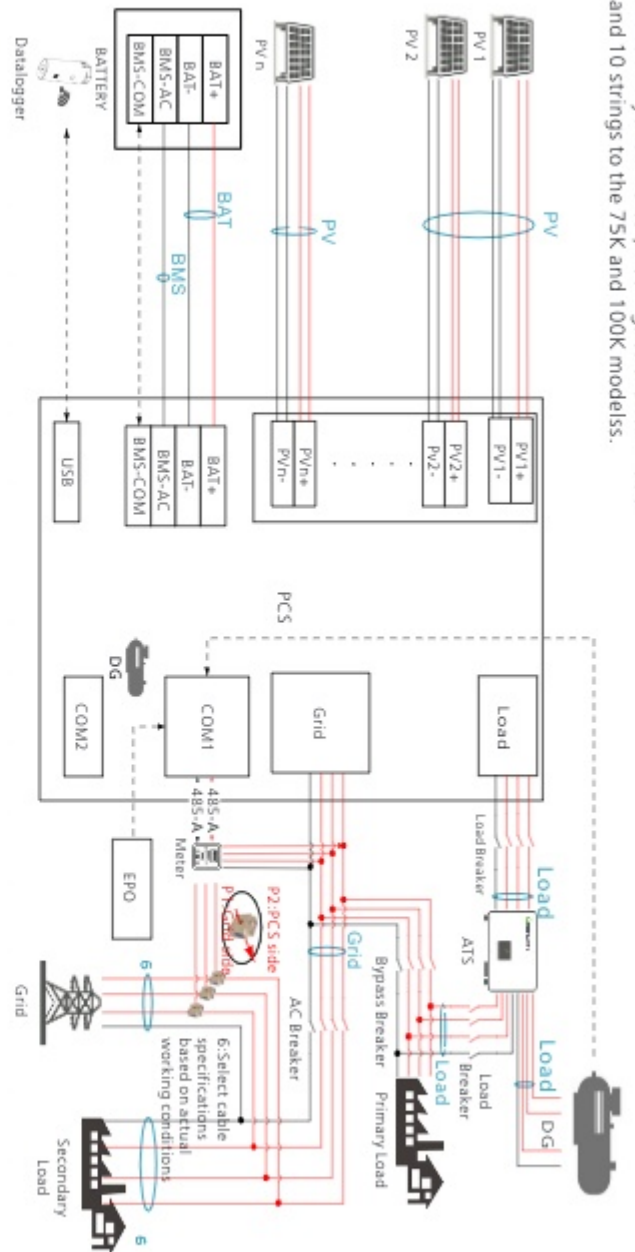 and 10 strings to the 75K and 100K modelss.
PV 1
PV 2
PV n
PV
PV
BAT
BMS
BAT+
BAT-
BMS-AC
BMS-COM
BATTERY
Datalogger
PV1+
PV1-
PV2+
Pv2-
. . . . .
PVn+
PVn-
BAT+
BAT-
BMS-AC
BMS-COM
USB
PCS
Load
Grid
COM1
COM2
DG
EPO
485-A
485-A
Meter
Load Breaker
Load
ATS
Load
DG
Load
Breaker
Load
Bypass Breaker
Primary Load
Grid
AC Breaker
P2:PCS side
P1:Grid side
6:Select cable
specifications
based on actual
working conditions
6
Grid
6
Secondary
Load